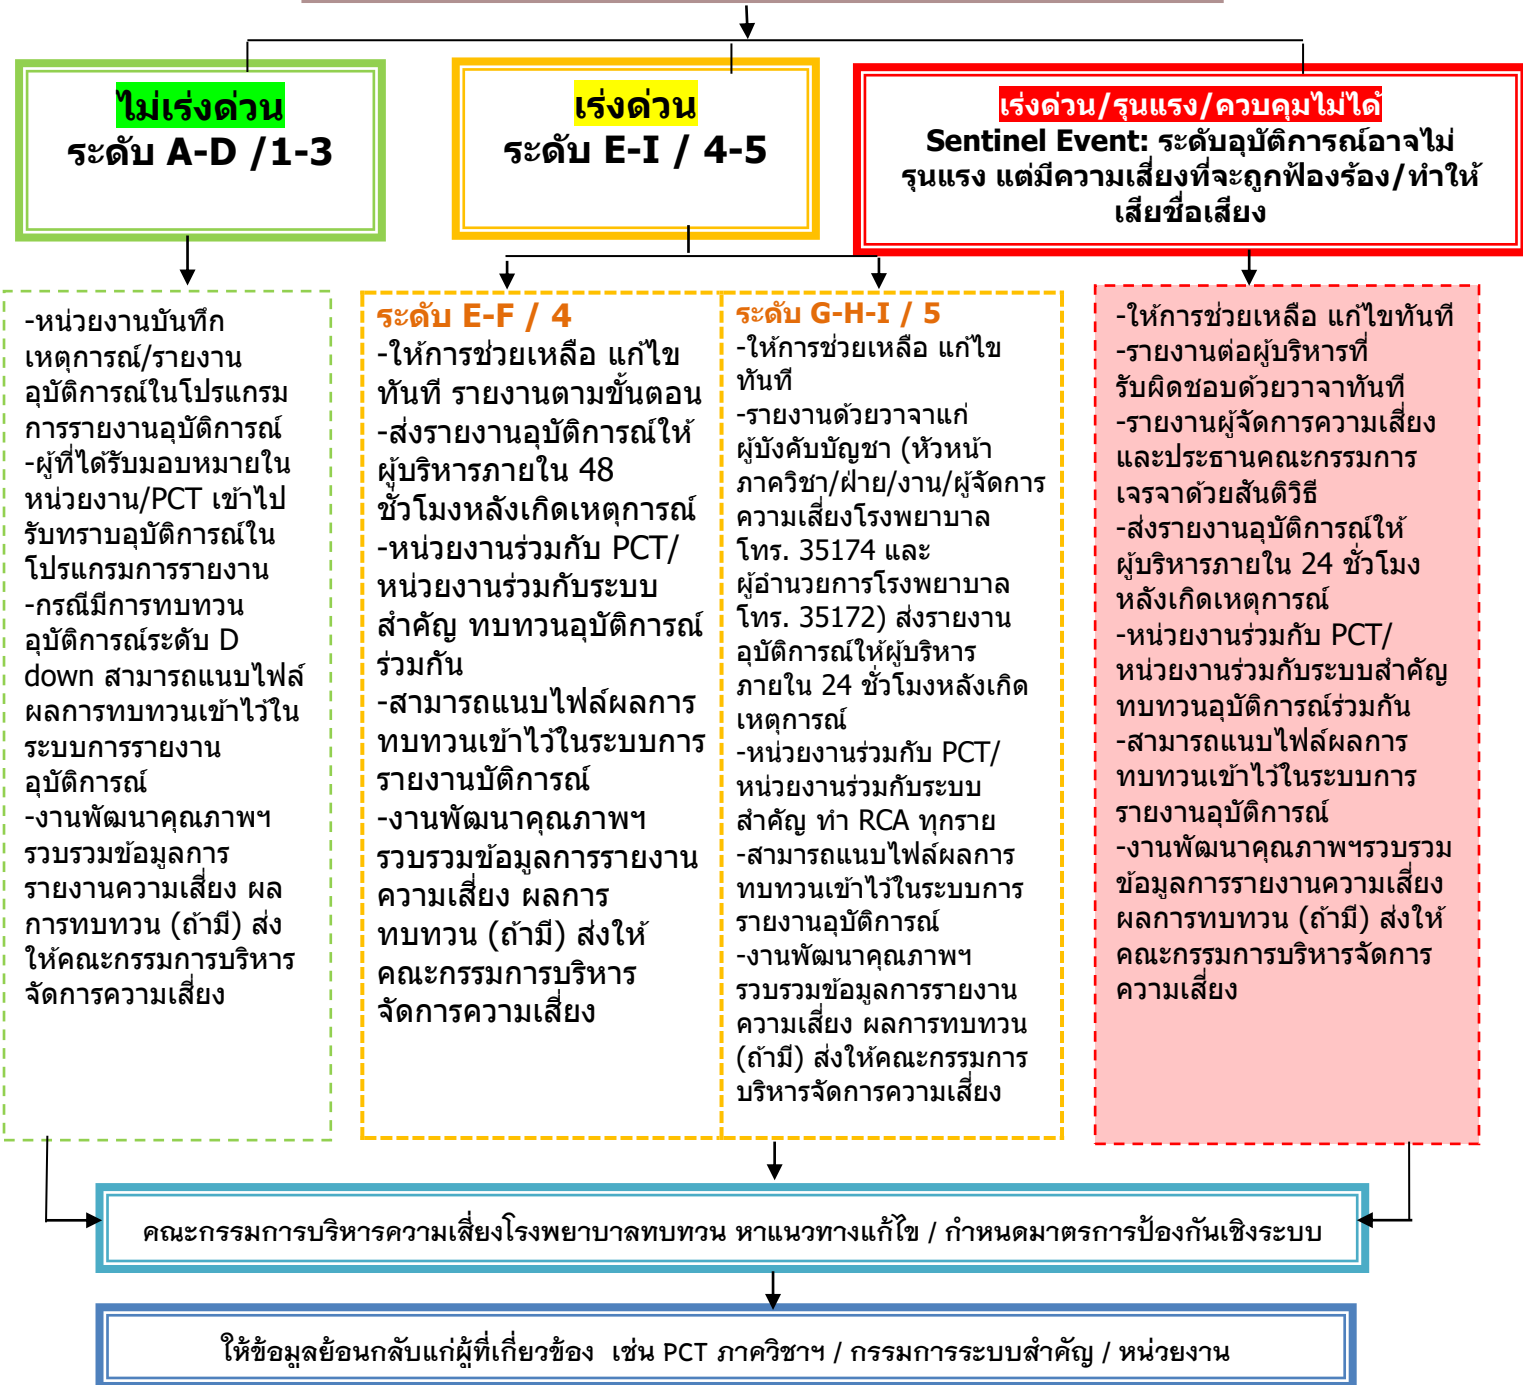 ไม่เร่งด่วน
ระดับ A-D /1-3
เร่งด่วน
ระดับ E-I / 4-5
เร่งด่วน/รุนแรง/ควบคุมไม่ได้
Sentinel Event: ระดับอุบัติการณ์อาจไม่
รุนแรง แต่มีความเสี่ยงที่จะถูกฟ้องร้อง/ทำให้
เสียชื่อเสียง
-หน่วยงานบันทึก
เหตุการณ์/รายงาน
อุบัติการณ์ในโปรแกรม
การรายงานอุบัติการณ์
-ผู้ที่ได้รับมอบหมายใน
หน่วยงาน/PCT เข้าไป
รับทราบอุบัติการณ์ใน
โปรแกรมการรายงาน
-กรณีมีการทบทวน
อุบัติการณ์ระดับ D
down สามารถแนบไฟล์
ผลการทบทวนเข้าไว้ใน
ระบบการรายงาน
อุบัติการณ์
-งานพัฒนาคุณภาพฯ
รวบรวมข้อมูลการ
รายงานความเสี่ยง ผล
การทบทวน (ถ้ามี) ส่ง
ให้คณะกรรมการบริหาร
จัดการความเสี่ยง
ระดับ E-F / 4
-ให้การช่วยเหลือ แก้ไข
ทันที รายงานตามขั้นตอน
-ส่งรายงานอุบัติการณ์ให้
ผู้บริหารภายใน 48
ชั่วโมงหลังเกิดเหตุการณ์
-หน่วยงานร่วมกับ PCT/
หน่วยงานร่วมกับระบบ
สำคัญ ทบทวนอุบัติการณ์
ร่วมกัน
-สามารถแนบไฟล์ผลการ
ทบทวนเข้าไว้ในระบบการ
รายงานบัติการณ์
-งานพัฒนาคุณภาพฯ
รวบรวมข้อมูลการรายงาน
ความเสี่ยง ผลการ
ทบทวน (ถ้ามี) ส่งให้
คณะกรรมการบริหาร
จัดการความเสี่ยง
ระดับ G-H-I / 5
-ให้การช่วยเหลือ แก้ไข
ทันที
-รายงานด้วยวาจาแก่
ผู้บังคับบัญชา (หัวหน้า
ภาควิชา/ฝ่าย/งาน/ผู้จัดการ
ความเสี่ยงโรงพยาบาล
โทร. 35174 และ
ผู้อำนวยการโรงพยาบาล
โทร. 35172) ส่งรายงาน
อุบัติการณ์ให้ผู้บริหาร
ภายใน 24 ชั่วโมงหลังเกิด
เหตุการณ์
-หน่วยงานร่วมกับ PCT/
หน่วยงานร่วมกับระบบ
สำคัญ ทำ RCA ทุกราย
-สามารถแนบไฟล์ผลการ
ทบทวนเข้าไว้ในระบบการ
รายงานอุบัติการณ์
-งานพัฒนาคุณภาพฯ
รวบรวมข้อมูลการรายงาน
ความเสี่ยง ผลการทบทวน
(ถ้ามี) ส่งให้คณะกรรมการ
บริหารจัดการความเสี่ยง
-ให้การช่วยเหลือ แก้ไขทันที
-รายงานต่อผู้บริหารที่
รับผิดชอบด้วยวาจาทันที
-รายงานผู้จัดการความเสี่ยง
และประธานคณะกรรมการ
เจรจาด้วยสันติวิธี
-ส่งรายงานอุบัติการณ์ให้
ผู้บริหารภายใน 24 ชั่วโมง
หลังเกิดเหตุการณ์
-หน่วยงานร่วมกับ PCT/
หน่วยงานร่วมกับระบบสำคัญ
ทบทวนอุบัติการณ์ร่วมกัน
-สามารถแนบไฟล์ผลการ
ทบทวนเข้าไว้ในระบบการ
รายงานอุบัติการณ์
-งานพัฒนาคุณภาพฯรวบรวม
ข้อมูลการรายงานความเสี่ยง
ผลการทบทวน (ถ้ามี) ส่งให้
คณะกรรมการบริหารจัดการ
ความเสี่ยง
คณะกรรมการบริหารความเสี่ยงโรงพยาบาลทบทวน หาแนวทางแก้ไข / กำหนดมาตรการป้องกันเชิงระบบ
ให้ข้อมูลย้อนกลับแก่ผู้ที่เกี่ยวข้อง เช่น PCT ภาควิชาฯ / กรรมการระบบสำคัญ / หน่วยงาน